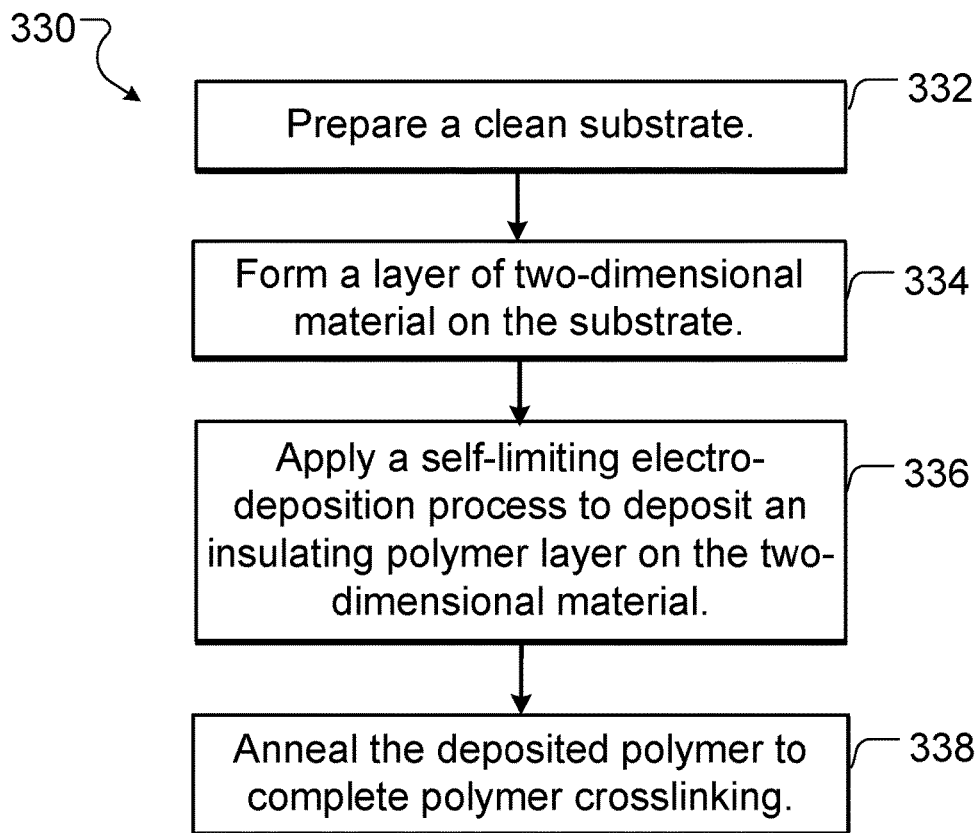 330
Prepare a clean substrate.
332
Form a layer of two-dimensional
material on the substrate.
334
Apply a self-limiting electro-
deposition process to deposit an
insulating polymer layer on the two-
dimensional material.
336
Anneal the deposited polymer to
complete polymer crosslinking.
338